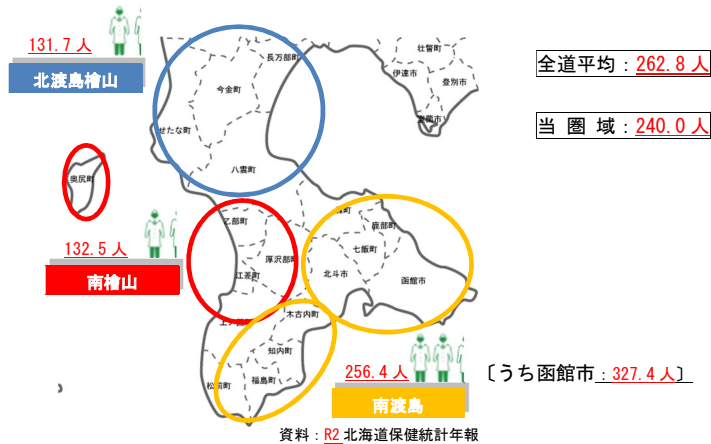 131.7 人
北渡島檜山
長万部町
今金町
せたな町
八雲町
壮瞥町
伊達市
登別市
室蘭市
全道平均：262.8 人
当 圏 域：240.0 人
奥尻町
132.5 人
南檜山
乙部町
厚沢部町
江差町
鹿部町
七飯町
北斗市
函館市
木古内町
知内町
福島町
松前町
256.4 人
南渡島
〔うち函館市：327.4 人〕
資料：R2 北海道保健統計年報